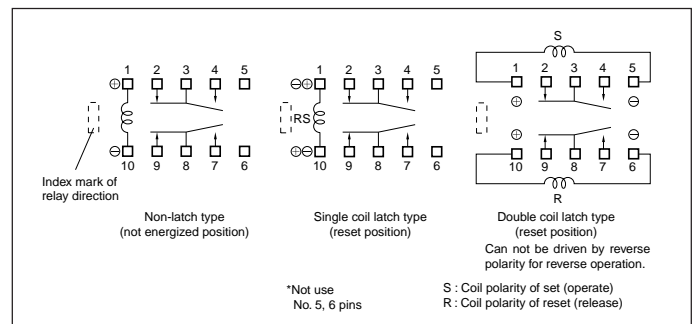 S
1 2 3 4 5
10 9 8 7 6
⊕
⊖
Index mark of
relay direction
Non-latch type
(not energized position)
1 2 3 4 5
10 9 8 7 6
⊖⊕
RS
⊕⊖
Single coil latch type
(reset position)
1 2 3 4 5
10 9 8 7 6
⊕ ⊖
⊕ ⊖
R
Double coil latch type
(reset position)
Can not be driven by reverse
polarity for reverse operation.
*Not use
No. 5, 6 pins
S : Coil polarity of set (operate)
R : Coil polarity of reset (release)